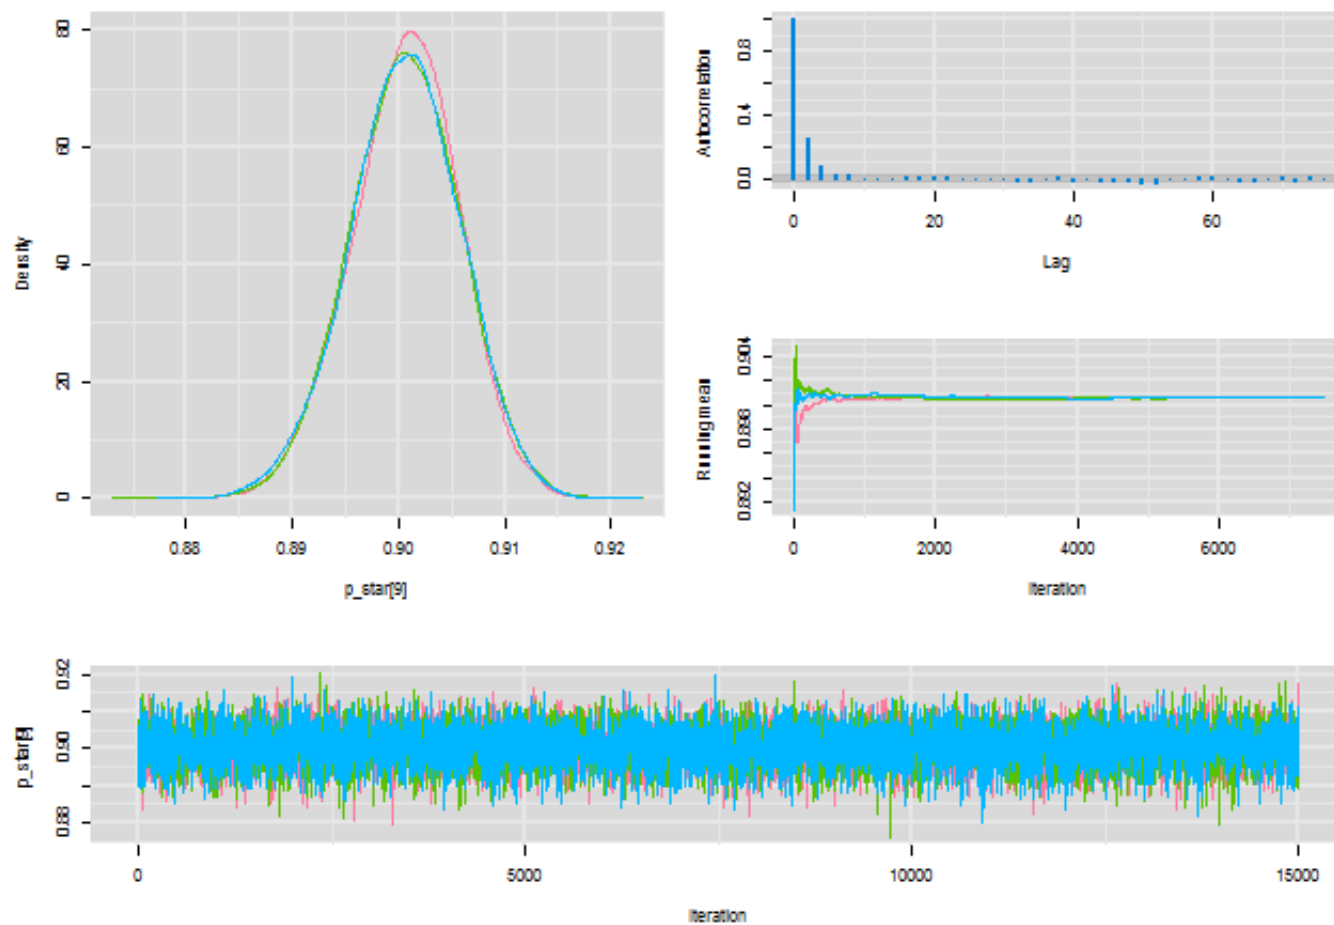 Density
80
60
40
20
0
0.88 0.89 0.90 0.91 0.92
p_star[9]
Autocorrelation
0.8
0.4
0.0
0 20 40 60
Lag
Running mean
0.904
0.898
0.892
0 2000 4000 6000
Iteration
p_star[9]
0.92
0.90
0.88
0 5000 10000 15000
Iteration